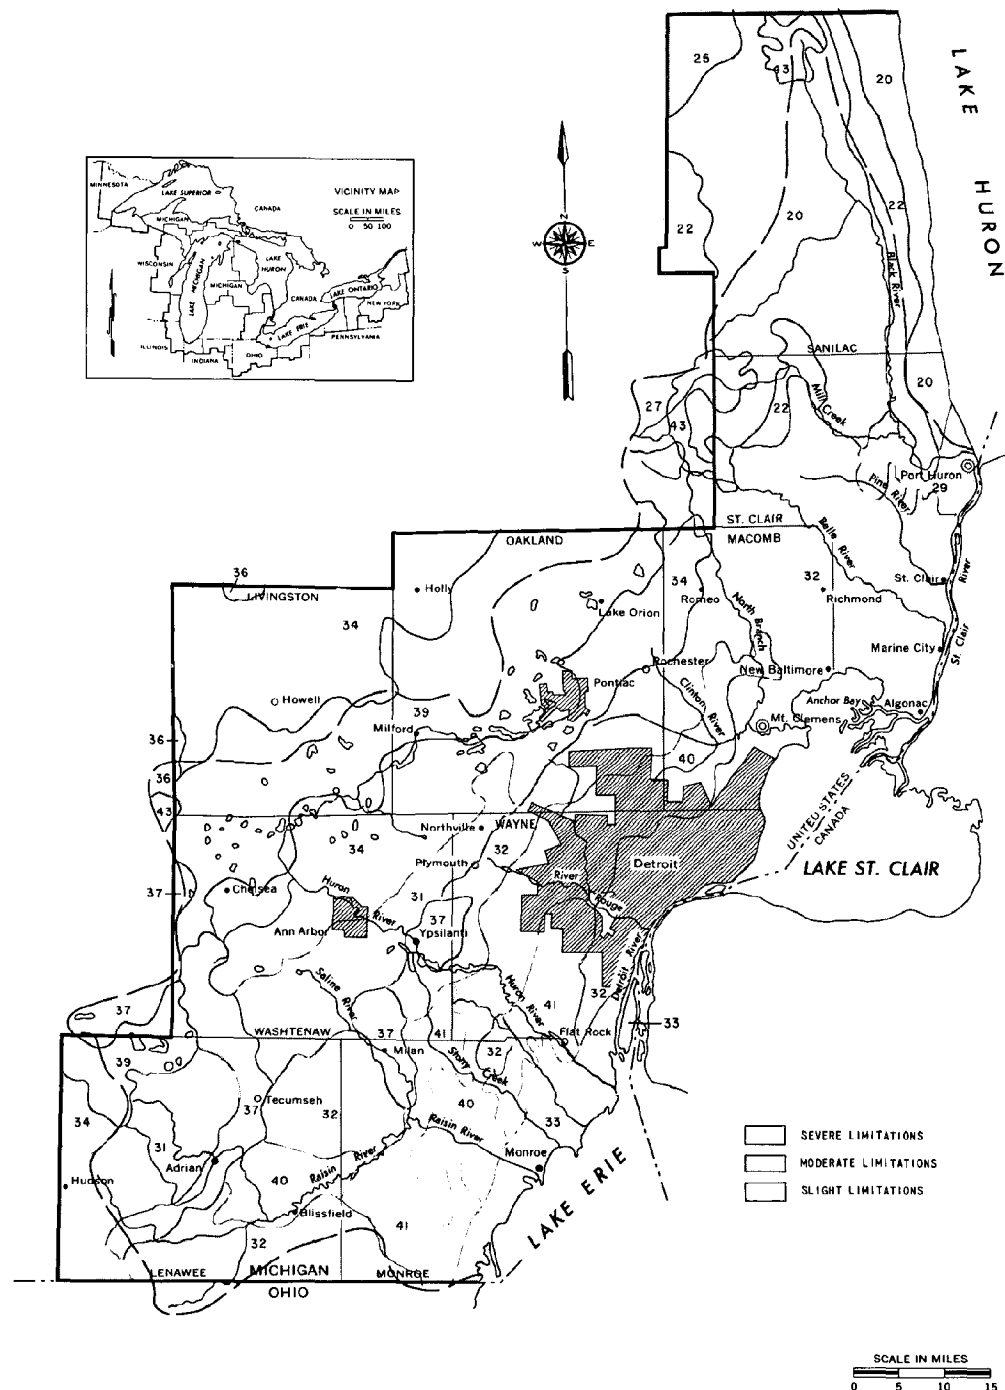 LAKE HURON
25
43
20
22
20
22
Black River
SANILAC
20
27
43
22
Mill Creek
Port Huron
29
Pine River
ST. CLAIR
MACOMB
Belle River
OAKLAND
36
LIVINGSTON
Holly
34
Lake Orion
34
Romeo
32
Richmond
St. Clair
St. Clair River
North Branch
Marine City
Rochester
New Baltimore
Pontiac
Howell
39
Milford
Clinton River
Anchor Bay
Algonac
Mt. Clemens
36
36
43
40
UNITED STATES
CANADA
Northville
WAYNE
34
32
Plymouth
Detroit
LAKE ST. CLAIR
37
Chelsea
Huron River
31
River Rouge
37
Ann Arbor
Ypsilanti
Saline River
Detroit River
Huron River
41
32
37
33
WASHTENAW
37
41
Flat Rock
39
Milan
Stony Creek
32
Tecumseh
37
32
40
34
33
31
Raisin River
Monroe
Adrian
Raisin River
Hudson
40
Blissfield
41
32
LAKE ERIE
LENAWEE
MICHIGAN
MONROE
OHIO
VICINITY MAP
SCALE IN MILES
0 50 100
MINNESOTA
LAKE SUPERIOR
CANADA
MICHIGAN
WISCONSIN
LAKE MICHIGAN
LAKE HURON
MICHIGAN
CANADA
LAKE ONTARIO
NEW YORK
LAKE ERIE
PENNSYLVANIA
ILLINOIS
INDIANA
OHIO
N
W E
S
SEVERE LIMITATIONS
MODERATE LIMITATIONS
SLIGHT LIMITATIONS
SCALE IN MILES
0 5 10 15